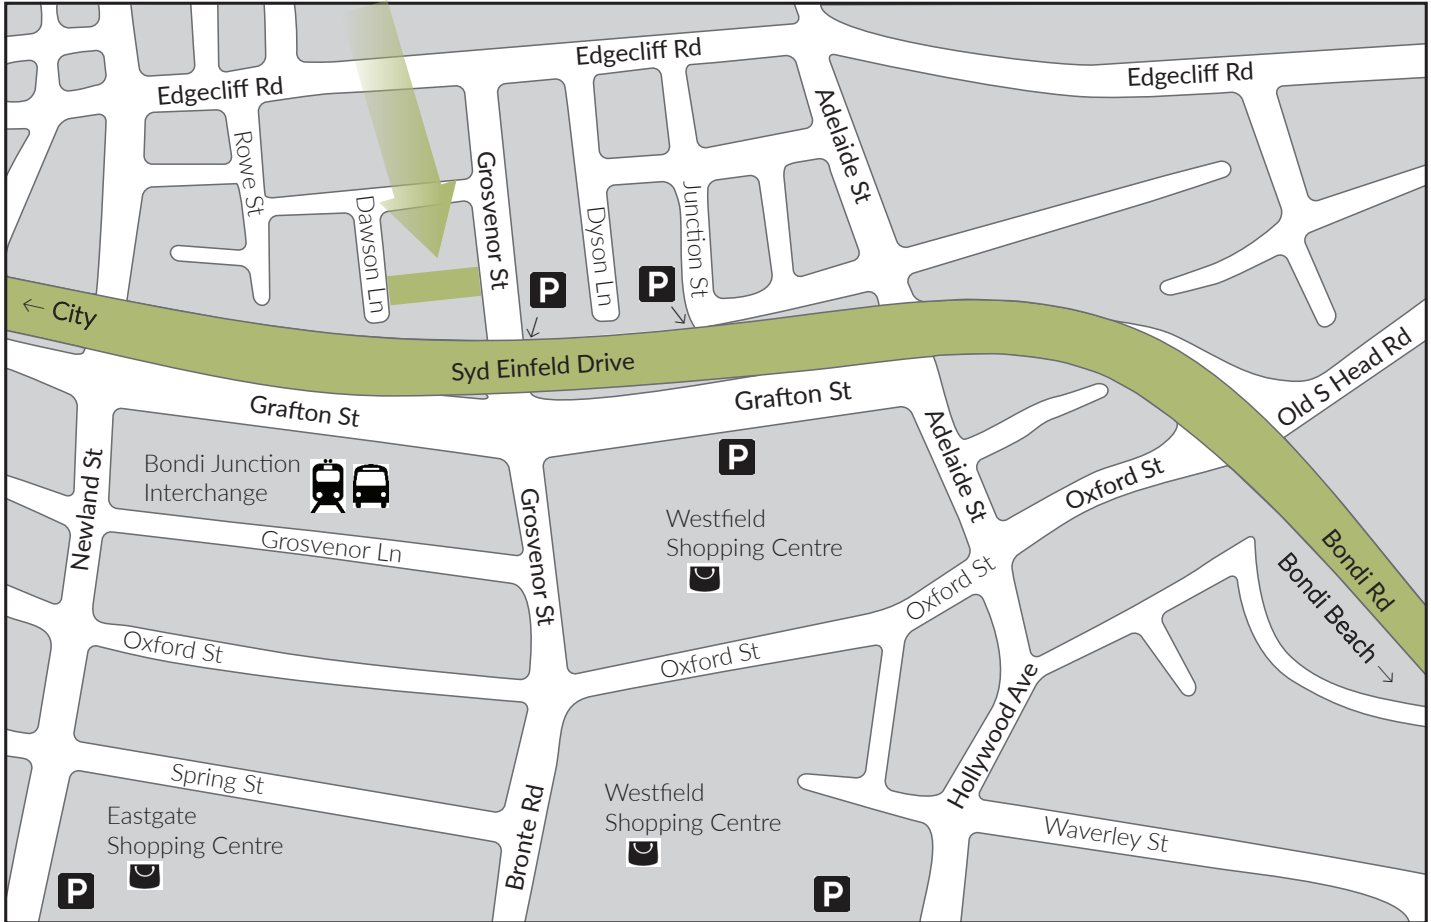 Edgecliff Rd
Edgecliff Rd
Edgecliff Rd
Adelaide St
Rowe St
Grosvenor St
Dawson Ln
Dyson Ln
Junction St
P
P
← City
Syd Einfeld Drive
Old S Head Rd
Grafton St
Grafton St
Adelaide St
Newland St
Bondi Junction
Interchange
P
Oxford St
Grosvenor St
Westfield
Shopping Centre
Grosvenor Ln
Bondi Rd
Bondi Beach →
Oxford St
Oxford St
Oxford St
Hollywood Ave
Spring St
Bronte Rd
Westfield
Shopping Centre
Eastgate
Shopping Centre
Waverley St
P
P